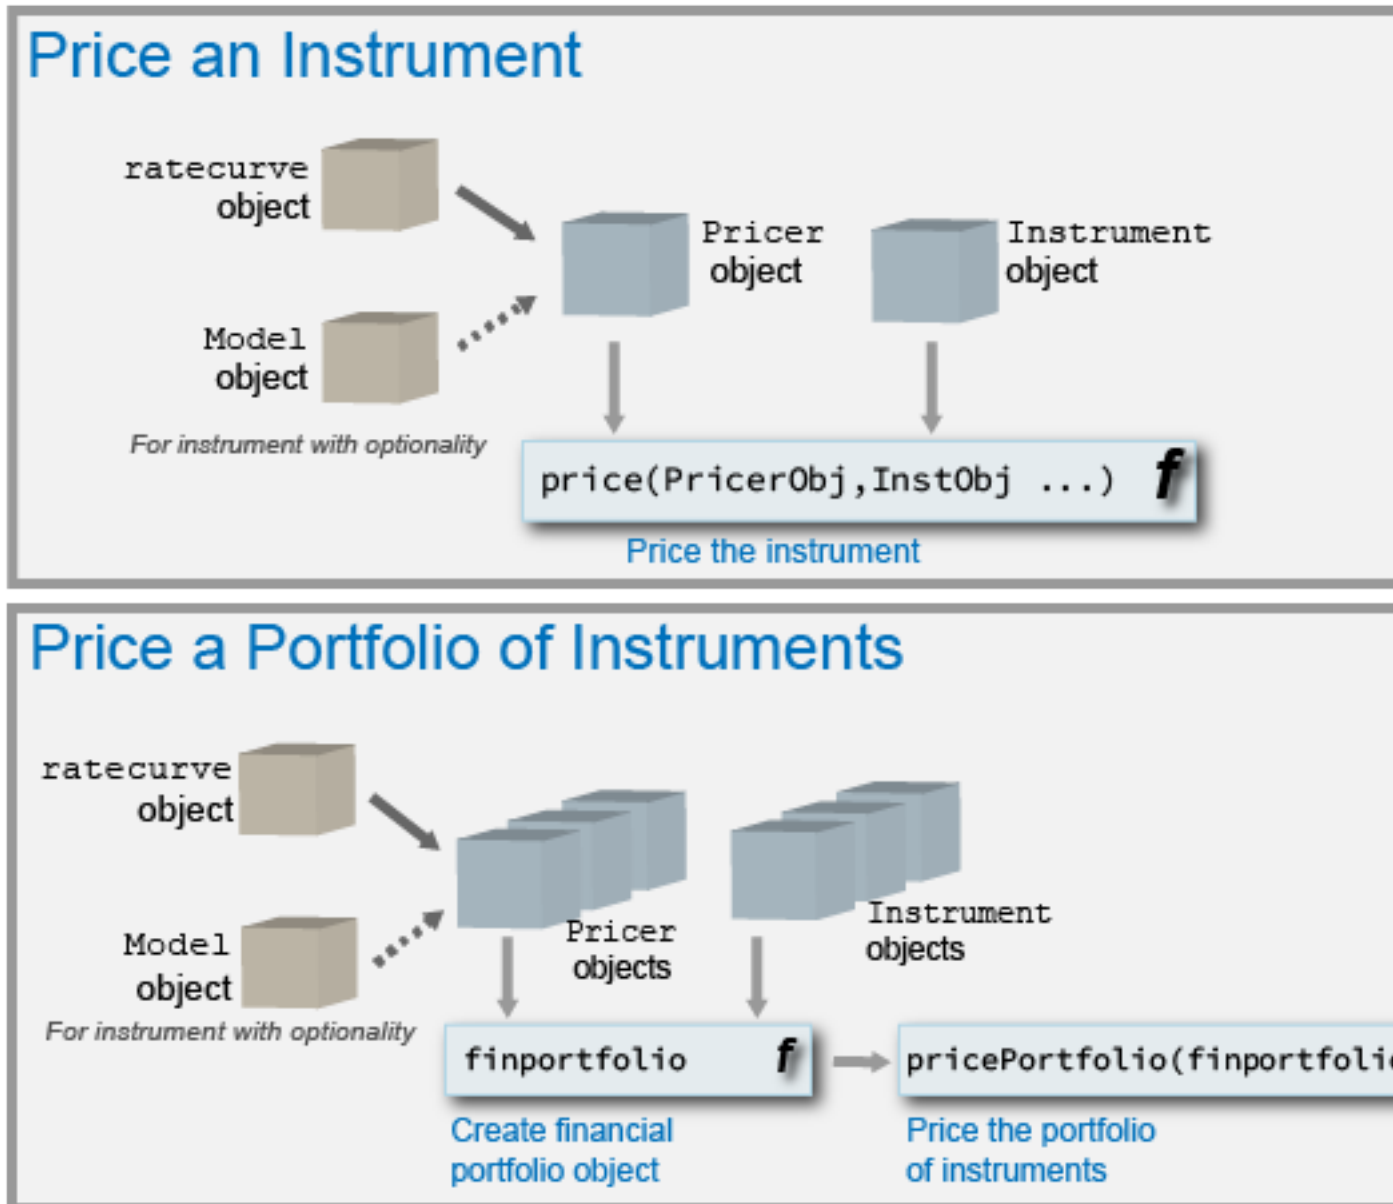 Price an Instrument
ratecurve
object
Pricer
object
Instrument
object
Model
object
For instrument with optionality
price(PricerObj,InstObj ...) f
Price the instrument
Price a Portfolio of Instruments
ratecurve
object
Pricer
objects
Instrument
objects
Model
object
For instrument with optionality
finportfolio f
pricePortfolio(finportfolio
Create financial
portfolio object
Price the portfolio
of instruments